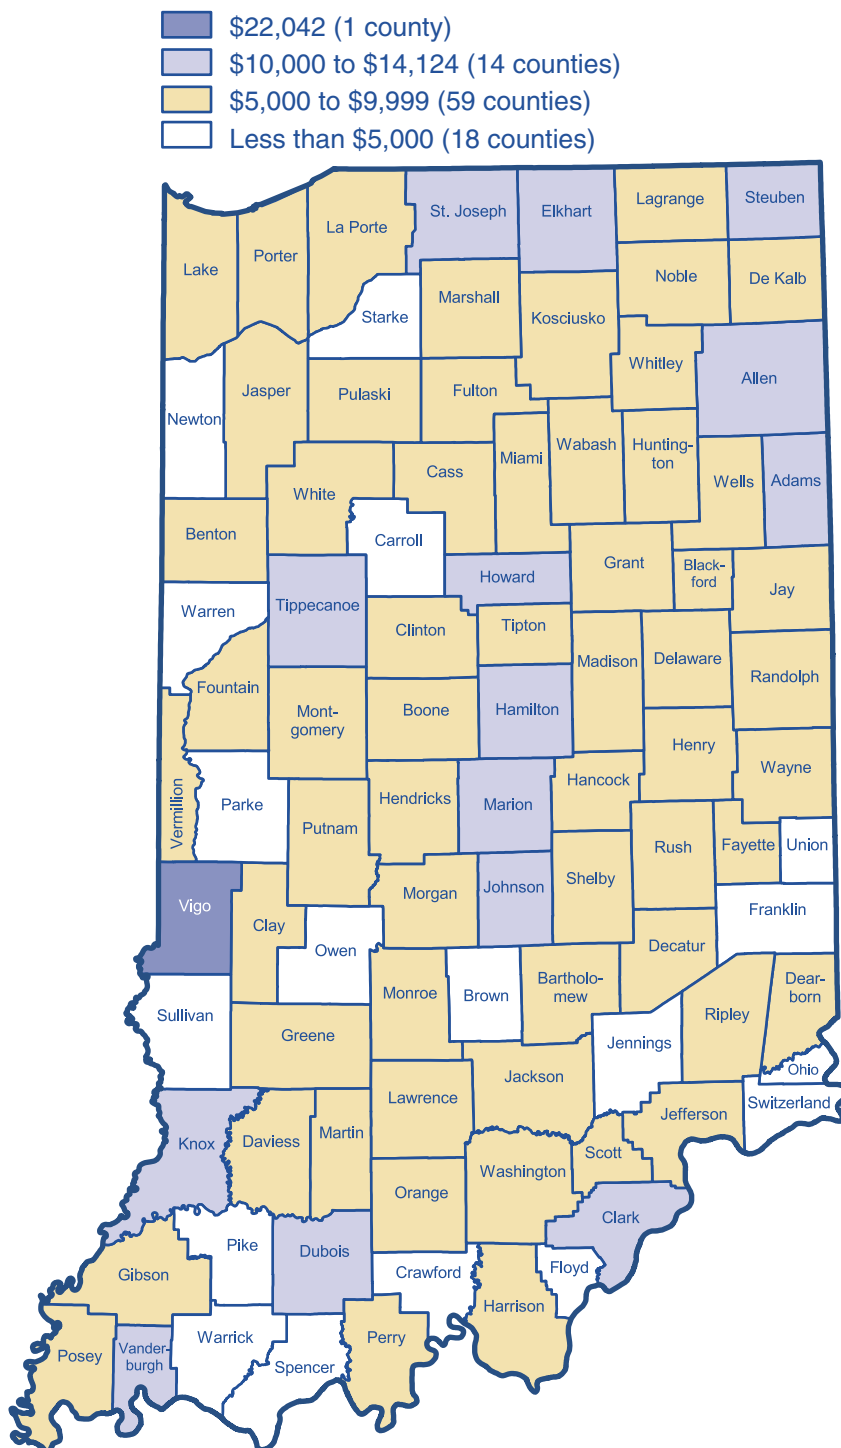 $22,042 (1 county)
$10,000 to $14,124 (14 counties)
$5,000 to $9,999 (59 counties)
Less than $5,000 (18 counties)
Lake
Porter
La Porte
St. Joseph
Elkhart
Lagrange
Steuben
Noble
De Kalb
Starke
Marshall
Kosciusko
Whitley
Allen
Newton
Jasper
Pulaski
Fulton
Miami
Wabash
Hunting-
ton
Wells
Adams
White
Cass
Benton
Carroll
Howard
Grant
Black-
ford
Jay
Warren
Tippecanoe
Clinton
Tipton
Madison
Delaware
Randolph
Fountain
Mont-
gomery
Boone
Hamilton
Henry
Wayne
Vermillion
Parke
Putnam
Hendricks
Marion
Hancock
Rush
Fayette
Union
Vigo
Clay
Owen
Morgan
Johnson
Shelby
Decatur
Franklin
Sullivan
Greene
Monroe
Brown
Bartholo-
mew
Jennings
Ripley
Dear-
born
Ohio
Switzerland
Knox
Daviess
Martin
Lawrence
Jackson
Jefferson
Scott
Washington
Orange
Clark
Gibson
Pike
Dubois
Crawford
Floyd
Harrison
Posey
Vander-
burgh
Warrick
Spencer
Perry